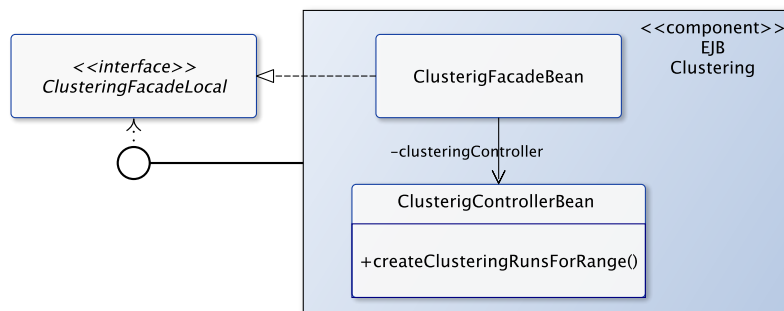 <<component>>
EJB
Clustering
<<interface>>
ClusteringFacadeLocal
ClusterigFacadeBean
-clusteringController
ClusterigControllerBean
+createClusteringRunsForRange()